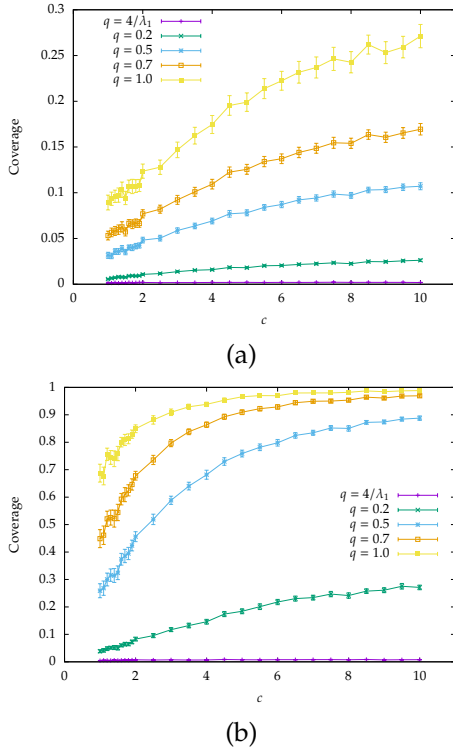 0.3
0.25
0.2
0.15
0.1
0.05
0
Coverage
q = 4/λ₁
q = 0.2
q = 0.5
q = 0.7
q = 1.0
0 2 4 6 8 10
c
(a)
1
0.9
0.8
0.7
0.6
0.5
0.4
0.3
0.2
0.1
0
Coverage
q = 4/λ₁
q = 0.2
q = 0.5
q = 0.7
q = 1.0
0 2 4 6 8 10
c
(b)